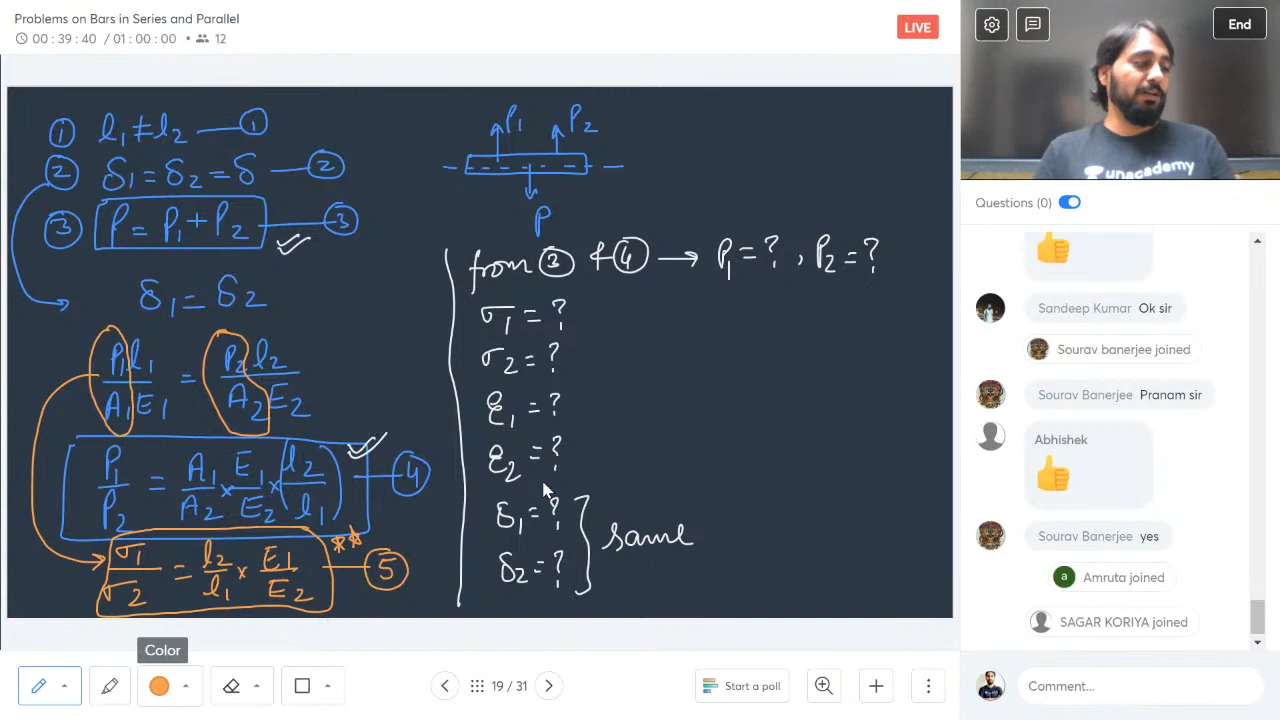 Problems on Bars in Series and Parallel
00 : 39 : 40 / 01 : 00 : 00 • 12
LIVE
End
① l₁ ≠ l₂ — ①
② δ₁ = δ₂ = δ — ②
③ P = P₁ + P₂ — ③
δ₁ = δ₂
P₁l₁/A₁E₁ = P₂l₂/A₂E₂
P₁/P₂ = A₁/A₂ × E₁/E₂ × (l₂/l₁) — ④
σ₁/σ₂ = l₂/l₁ × E₁/E₂ ** — ⑤
P₁ P₂
P
from ③ & ④ → P₁ = ? , P₂ = ?
σ₁ = ?
σ₂ = ?
Ɛ₁ = ?
Ɛ₂ = ?
δ₁ = ?
δ₂ = ?
same
Color
19 / 31
Start a poll
unacademy
Questions (0)
Sandeep Kumar Ok sir
Sourav banerjee joined
Sourav Banerjee Pranam sir
Abhishek
Sourav Banerjee yes
a Amruta joined
SAGAR KORIYA joined
Comment...